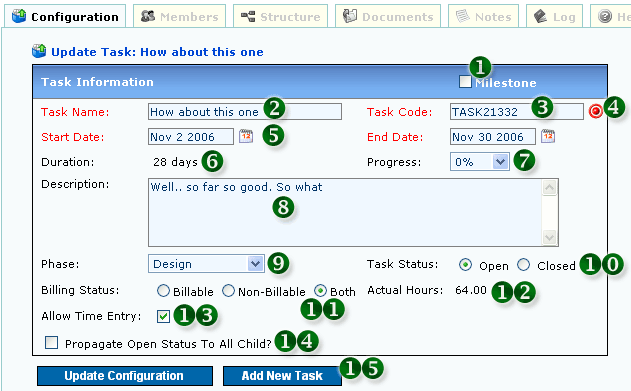 Configuration Members Structure Documents Notes Log He
Update Task: How about this one
Task Information 1 Milestone
Task Name: How about this one 2 Task Code: TASK21332 3 4
Start Date: Nov 2 2006 5 End Date: Nov 30 2006
Duration: 28 days 6 Progress: 0% 7
Description: Well.. so far so good. So what
8
Phase: Design 9 Task Status: Open Closed 10
Billing Status: Billable Non-Billable Both Actual Hours: 64.00 12
11
Allow Time Entry: 13
Propagate Open Status To All Child? 14
Update Configuration Add New Task 15